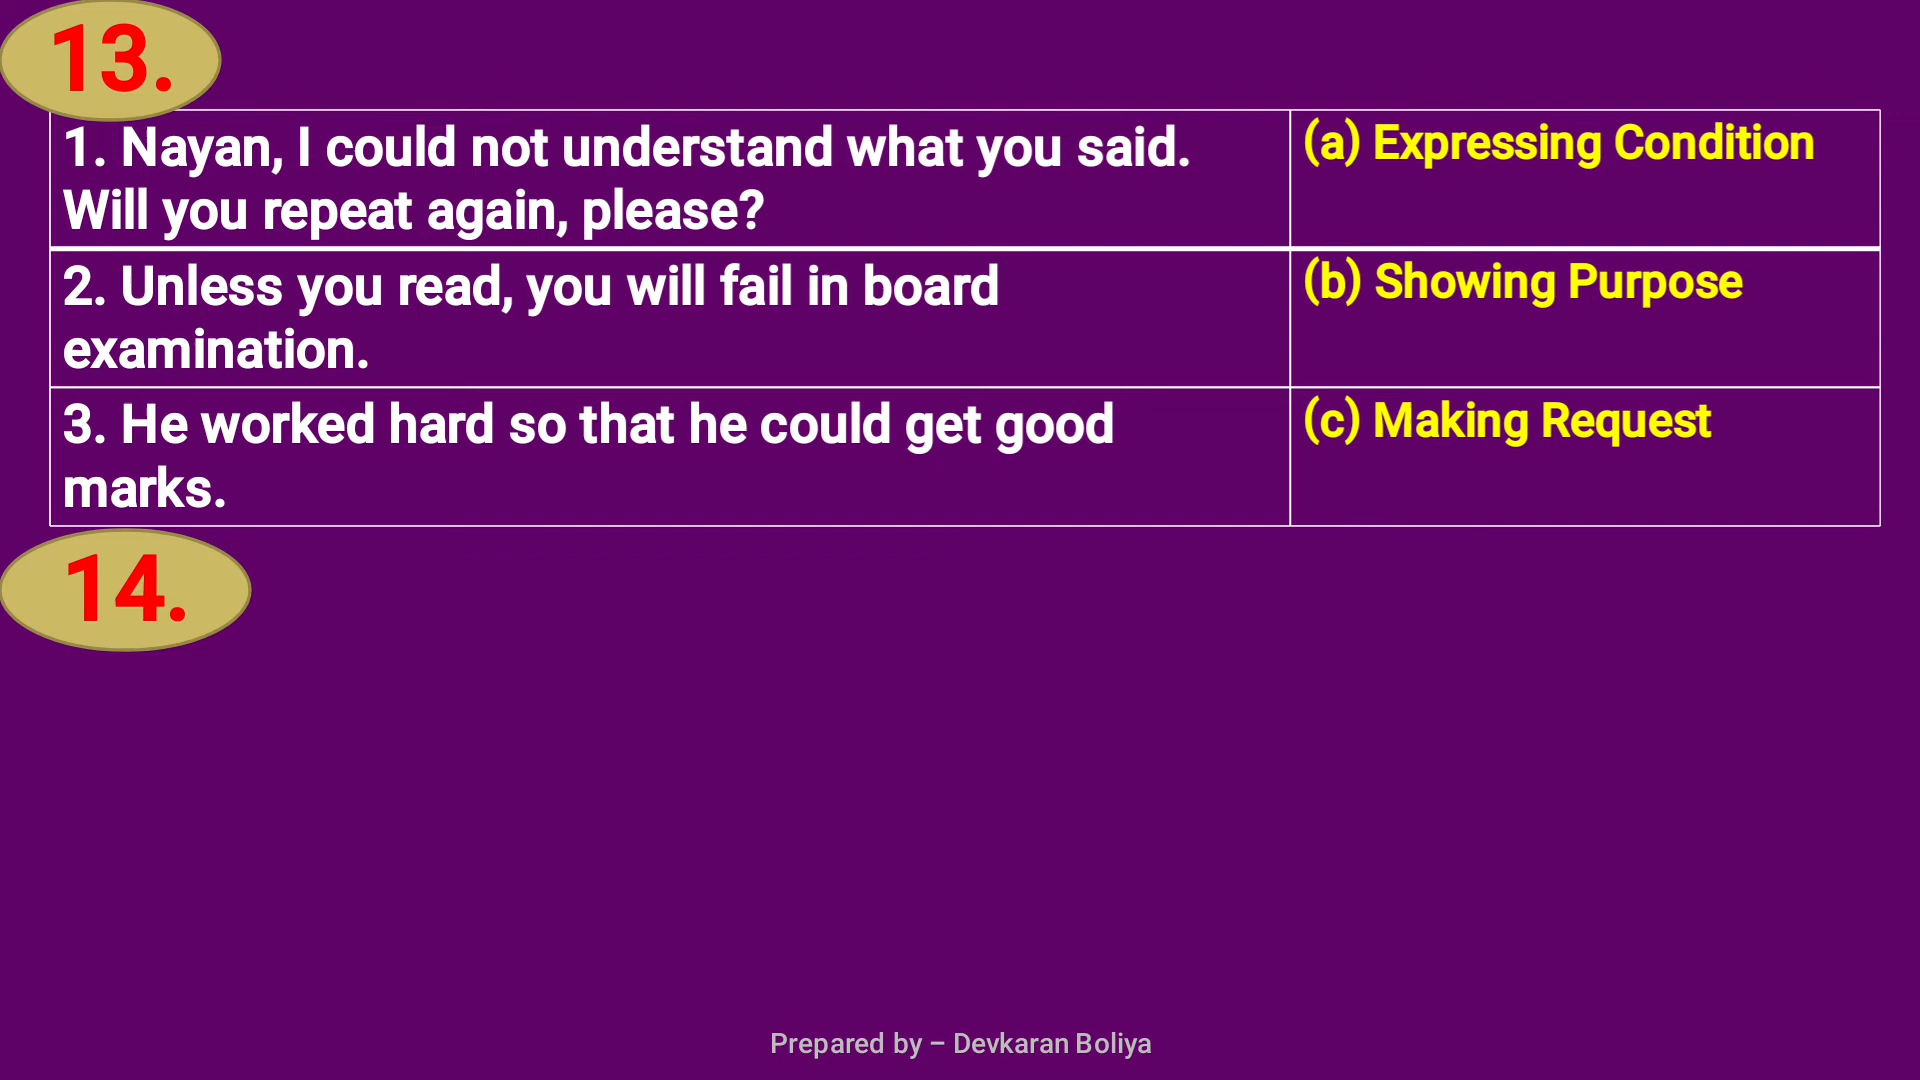 13.
1. Nayan, I could not understand what you said.
Will you repeat again, please?
(a) Expressing Condition
2. Unless you read, you will fail in board
examination.
(b) Showing Purpose
3. He worked hard so that he could get good
marks.
(c) Making Request
14.
Prepared by – Devkaran Boliya